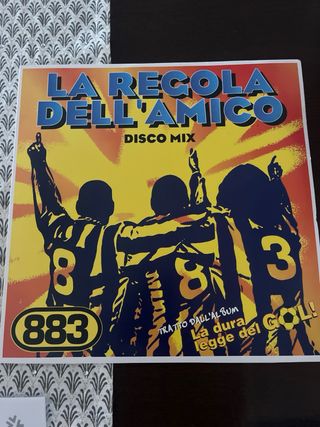 LA REGOLA
DELL'AMICO
DISCO MIX
8 8 3
883
TRATTO DALL'ALBUM
La dura
legge del GOL!